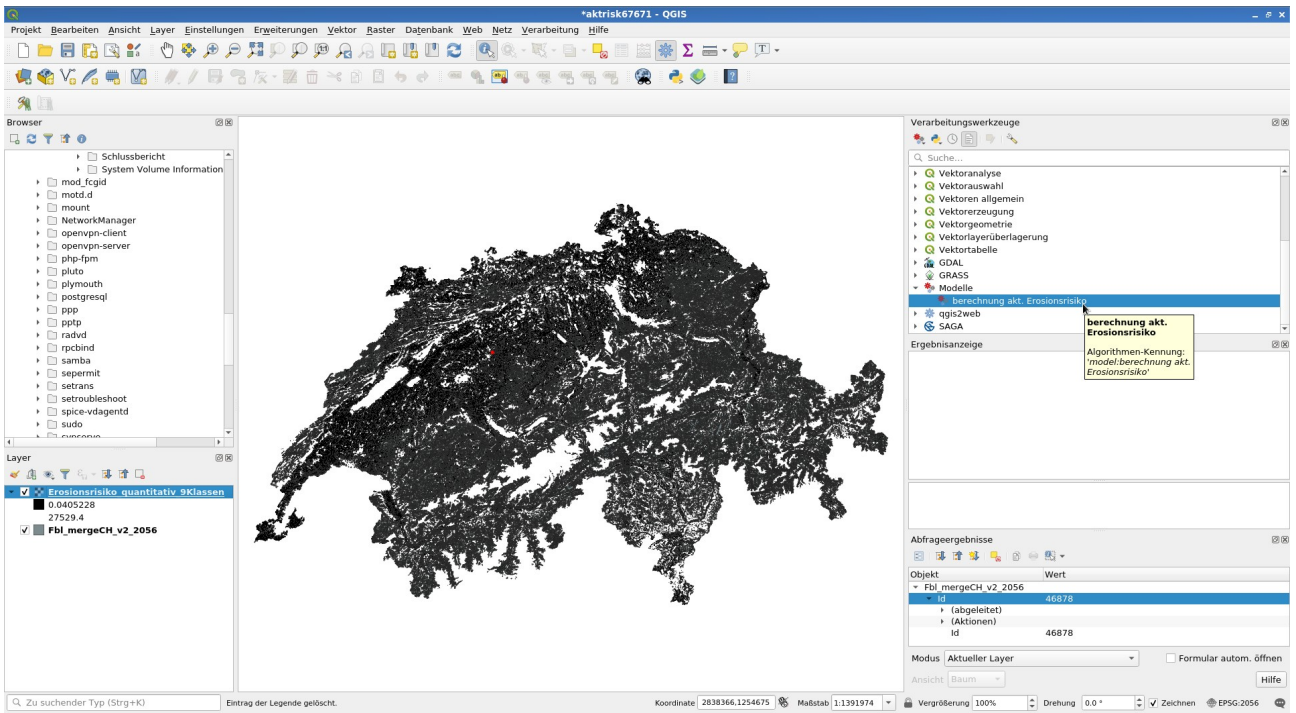 *aktrisk67671 - QGIS
Projekt Bearbeiten Ansicht Layer Einstellungen Erweiterungen Vektor Raster Datenbank Web Netz Verarbeitung Hilfe
Browser
Schlussbericht
System Volume Information
mod_fcgid
motd.d
mount
NetworkManager
openvpn-client
openvpn-server
php-fpm
pluto
plymouth
postgresql
ppp
pptp
radvd
rpcbind
samba
sepermit
setrans
setroubleshoot
spice-vdagentd
sudo
Layer
Erosionsrisiko quantitativ 9Klassen
0.0405228
27529.4
Fbl_mergeCH_v2_2056
Verarbeitungswerkzeuge
Suche...
Vektoranalyse
Vektorauswahl
Vektoren allgemein
Vektorerzeugung
Vektorgeometrie
Vektorlayerüberlagerung
Vektortabelle
GDAL
GRASS
Modelle
berechnung akt. Erosionsrisiko
qgis2web
SAGA
berechnung akt.
Erosionsrisiko
Algorithmen-Kennung:
'model:berechnung akt.
Erosionsrisiko'
Ergebnisanzeige
Abfrageergebnisse
Objekt Wert
Fbl_mergeCH_v2_2056
Id 46878
(abgeleitet)
(Aktionen)
Id 46878
Modus Aktueller Layer Formular autom. öffnen
Ansicht Baum Hilfe
Zu suchender Typ (Strg+K) Eintrag der Legende gelöscht. Koordinate 2838366,1254675 Maßstab 1:1391974 Vergrößerung 100% Drehung 0.0 ° Zeichnen EPSG:2056